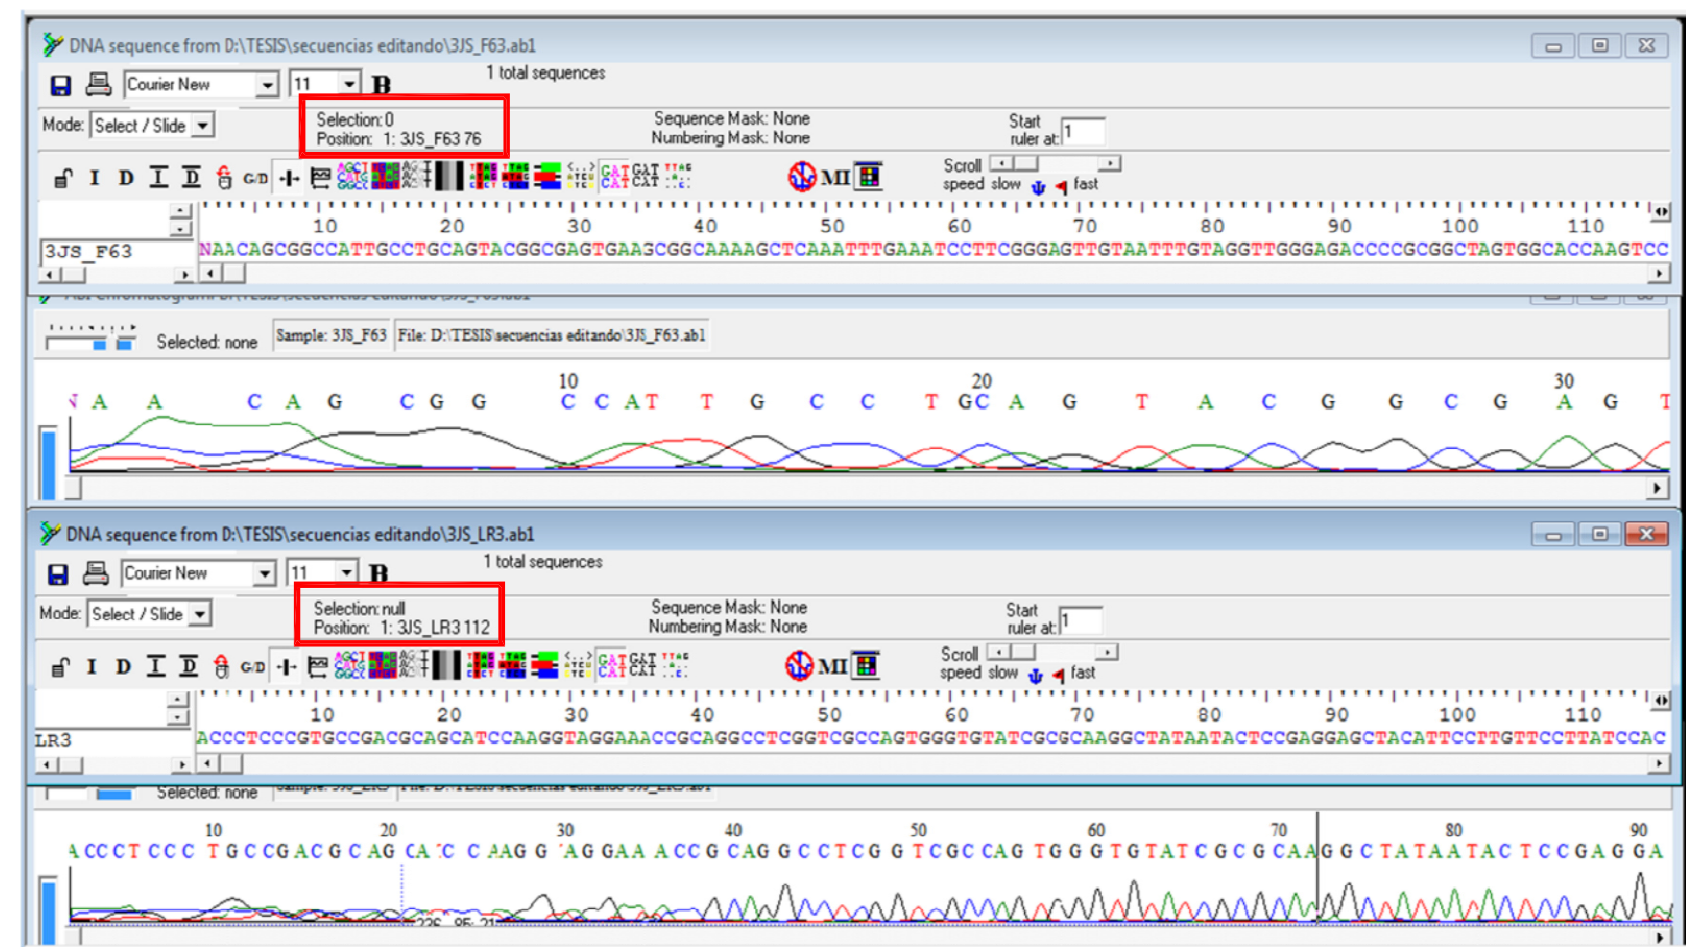 DNA sequence from D:\TESIS\secuencias editando\3JS_F63.ab1
Courier New 11 B 1 total sequences
Mode: Select / Slide Selection: 0 Sequence Mask: None Start
Position: 1: 3JS_F63 76 Numbering Mask: None ruler at: 1
I D I D G/D MI Scroll
speed slow fast
10 20 30 40 50 60 70 80 90 100 110
3JS_F63 NAACAGCGGCCATTGCCTGCAGTACGGCGAGTGAAGCGGCAAAAGCTCAAATTTGAAATCCTTCGGGAGTTGTAATTTGTAGGTTGGGAGACCCCGCGGCTAGTGGCACCAAGTCC
Selected: none Sample: 3JS_F63 File: D:\TESIS\secuencias editando\3JS_F63.ab1
10 20 30
N A A C A G C G G C C A T T G C C T G C A G T A C G G C G A G T
DNA sequence from D:\TESIS\secuencias editando\3JS_LR3.ab1
Courier New 11 B 1 total sequences
Mode: Select / Slide Selection: null Sequence Mask: None Start
Position: 1: 3JS_LR3 112 Numbering Mask: None ruler at: 1
I D I D G/D MI Scroll
speed slow fast
10 20 30 40 50 60 70 80 90 100 110
LR3 ACCCTCCCGTGCCGACGCAGCATCCAAGGTAGGAAACCGCAGGCCTCGGTCGCCAGTGGGTGTATCGCGCAAGGCTATAATACTCCGAGGAGCTACATTCCTTGTTCCTTATCCAC
Selected: none
10 20 30 40 50 60 70 80 90
A C C C T C C C T G C C G A C G C A G C A C C A A G G A G G A A A C C G C A G G C C T C G G T C G C C A G T G G G T G T A T C G C G C A A G G C T A T A A T A C T C C G A G G A